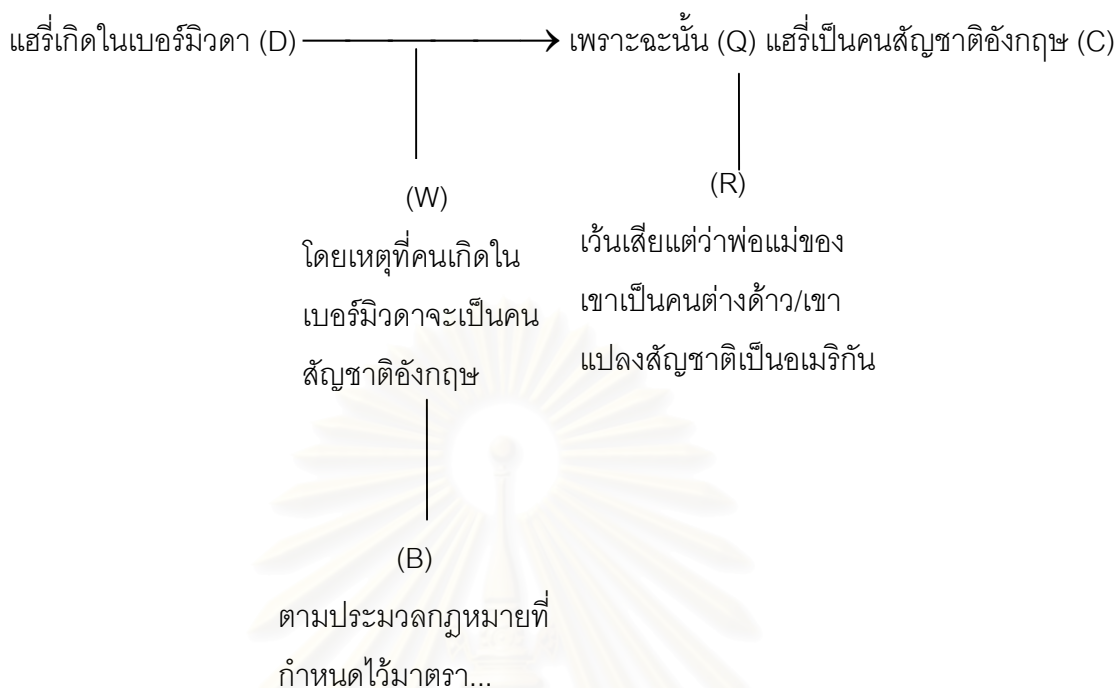 แฮรี่เกิดในเบอร์มิวดา (D) เพราะฉะนั้น (Q) แฮรี่เป็นคนสัญชาติอังกฤษ (C)
(W)
โดยเหตุที่คนเกิดใน
เบอร์มิวดาจะเป็นคน
สัญชาติอังกฤษ
(R)
เว้นเสียแต่ว่าพ่อแม่ของ
เขาเป็นคนต่างด้าว/เขา
แปลงสัญชาติเป็นอเมริกัน
(B)
ตามประมวลกฎหมายที่
กำหนดไว้มาตรา...